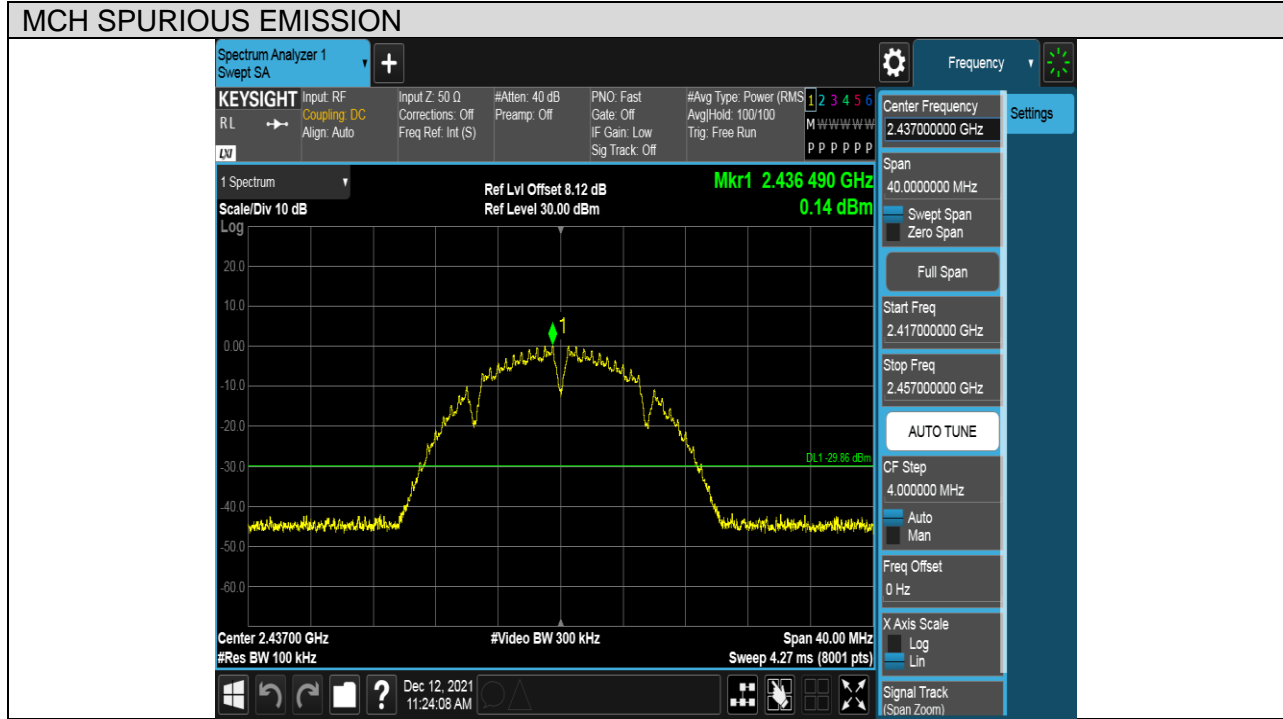 MCH SPURIOUS EMISSION
Spectrum Analyzer 1
Swept SA
+
Frequency
KEYSIGHT
RL
LXI
Input: RF
Coupling: DC
Align: Auto
Input Z: 50 Ω
Corrections: Off
Freq Ref: Int (S)
#Atten: 40 dB
Preamp: Off
PNO: Fast
Gate: Off
IF Gain: Low
Sig Track: Off
#Avg Type: Power (RMS
Avg|Hold: 100/100
Trig: Free Run
1 2 3 4 5 6
M W W W W W
P P P P P P
1 Spectrum
Scale/Div 10 dB
Log
Ref Lvl Offset 8.12 dB
Ref Level 30.00 dBm
Mkr1 2.436 490 GHz
0.14 dBm
20.0
10.0
0.00
-10.0
-20.0
-30.0
-40.0
-50.0
-60.0
1
DL1 -29.86 dBm
Center 2.43700 GHz
#Res BW 100 kHz
#Video BW 300 kHz
Span 40.00 MHz
Sweep 4.27 ms (8001 pts)
?
Dec 12, 2021
11:24:08 AM
Center Frequency
2.437000000 GHz
Settings
Span
40.0000000 MHz
Swept Span
Zero Span
Full Span
Start Freq
2.417000000 GHz
Stop Freq
2.457000000 GHz
AUTO TUNE
CF Step
4.000000 MHz
Auto
Man
Freq Offset
0 Hz
X Axis Scale
Log
Lin
Signal Track
(Span Zoom)